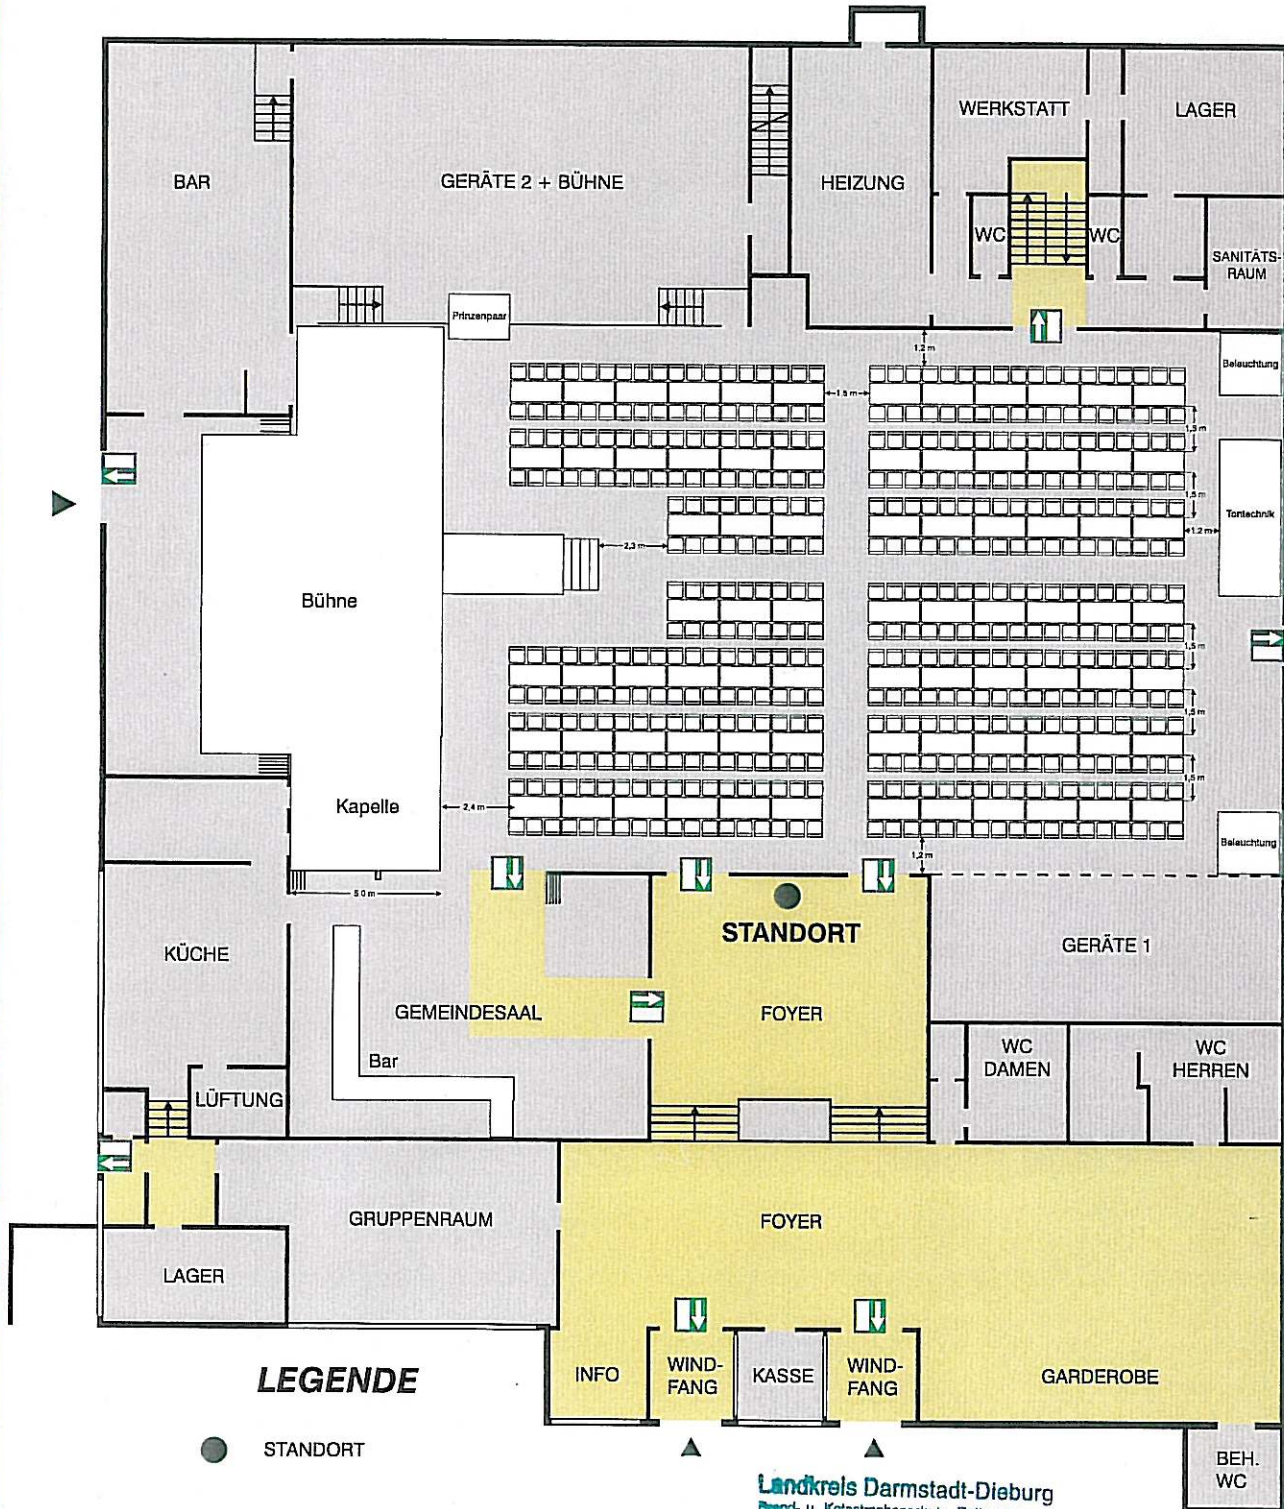 WERKSTATT
LAGER
BAR
GERÄTE 2 + BÜHNE
HEIZUNG
WC
WC
SANITÄTS-
RAUM
Prinzenpaar
1,2 m
Beleuchtung
1,5 m
1,5 m
1,5 m
Tontechnik
1,2 m
2,3 m
Bühne
1,5 m
1,5 m
1,5 m
Kapelle
2,4 m
Beleuchtung
1,2 m
5,0 m
STANDORT
KÜCHE
GERÄTE 1
GEMEINDESAAL
FOYER
WC
DAMEN
WC
HERREN
Bar
LÜFTUNG
GRUPPENRAUM
FOYER
LAGER
LEGENDE
INFO
WIND-
FANG
KASSE
WIND-
FANG
GARDEROBE
STANDORT
BEH.
WC
Landkreis Darmstadt-Dieburg